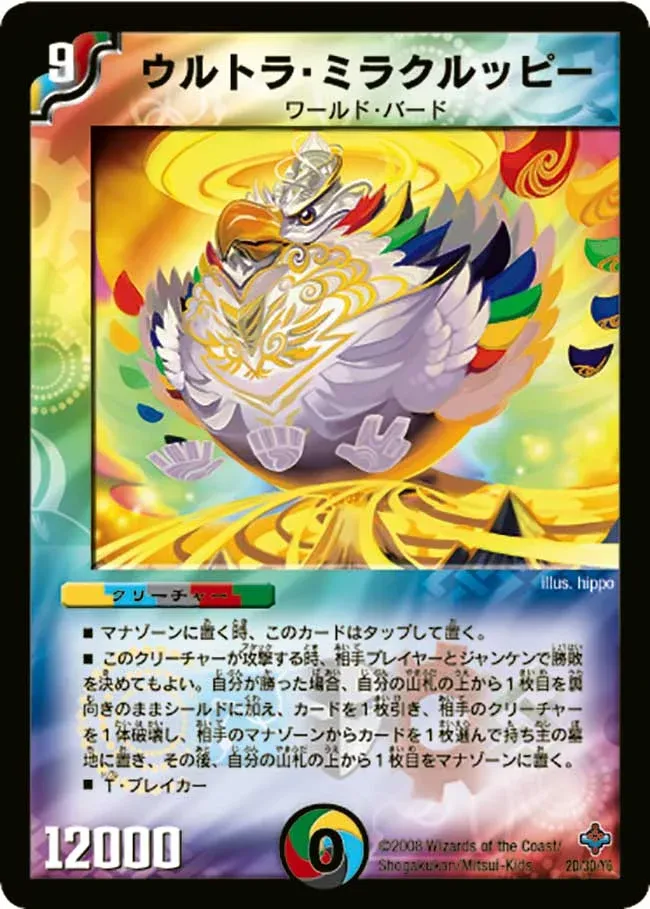 9
ウルトラ・ミラクルッピー
ワールド・バード
illus. hippo
クリーチャー
■ マナゾーンに置く時、このカードはタップして置く。
■ このクリーチャーが攻撃する時、相手プレイヤーとジャンケンで勝敗
を決めてもよい。自分が勝った場合、自分の山札の上から1枚目を裏
向きのままシールドに加え、カードを1枚引き、相手のクリーチャー
を1体破壊し、相手のマナゾーンからカードを1枚選んで持ち主の墓
地に置き、その後、自分の山札の上から1枚目をマナゾーンに置く。
■ T・ブレイカー
12000
0
©2008 Wizards of the Coast/
Shogakukan/Mitsui-Kids
20/30/Y6